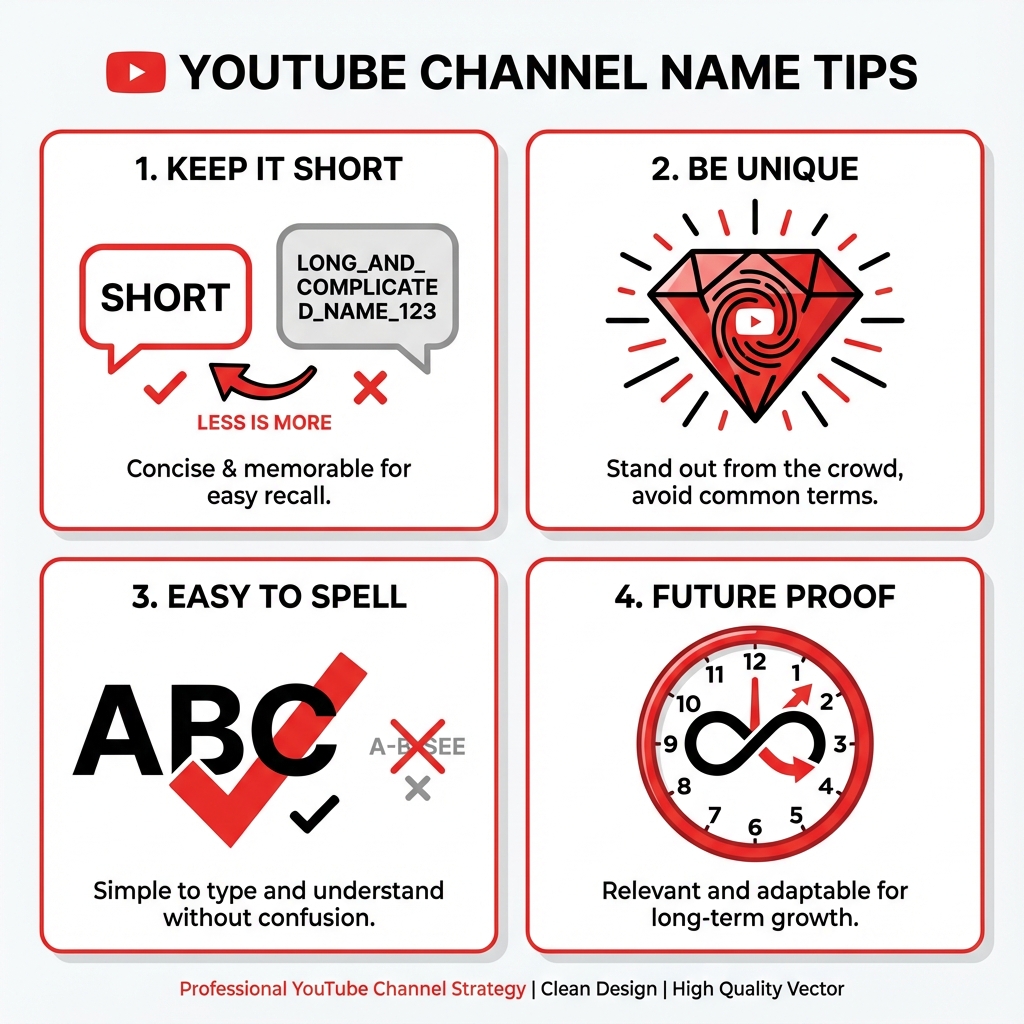 YOUTUBE CHANNEL NAME TIPS
1. KEEP IT SHORT
SHORT
LONG_AND_
COMPLICATE
D_NAME_123
LESS IS MORE
Concise & memorable for
easy recall.
2. BE UNIQUE
Stand out from the crowd,
avoid common terms.
3. EASY TO SPELL
ABC
A-B-SEE
Simple to type and understand
without confusion.
4. FUTURE PROOF
12
1
2
3
4
5
6
7
8
9
10
11
Relevant and adaptable for
long-term growth.
Professional YouTube Channel Strategy | Clean Design | High Quality Vector